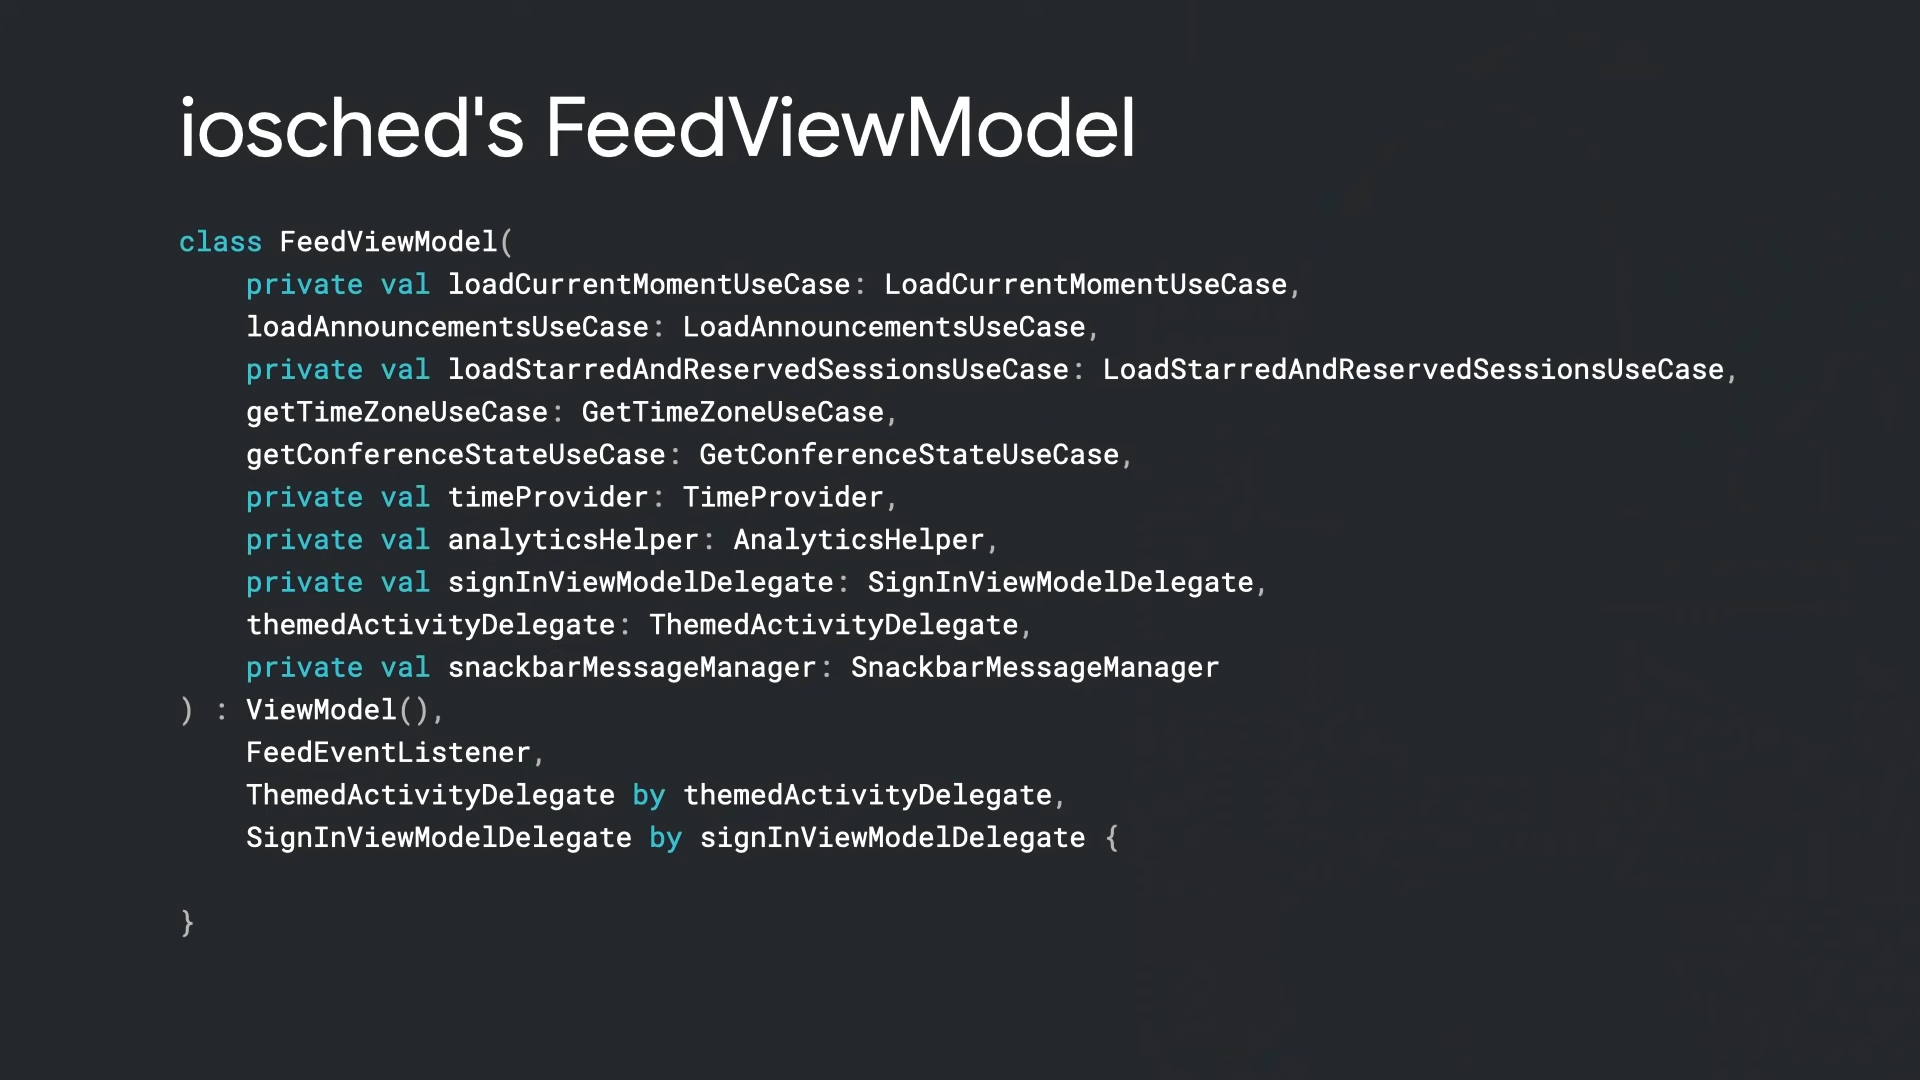 iosched's FeedViewModel
class FeedViewModel(
    private val loadCurrentMomentUseCase: LoadCurrentMomentUseCase,
    loadAnnouncementsUseCase: LoadAnnouncementsUseCase,
    private val loadStarredAndReservedSessionsUseCase: LoadStarredAndReservedSessionsUseCase,
    getTimeZoneUseCase: GetTimeZoneUseCase,
    getConferenceStateUseCase: GetConferenceStateUseCase,
    private val timeProvider: TimeProvider,
    private val analyticsHelper: AnalyticsHelper,
    private val signInViewModelDelegate: SignInViewModelDelegate,
    themedActivityDelegate: ThemedActivityDelegate,
    private val snackbarMessageManager: SnackbarMessageManager
) : ViewModel(),
    FeedEventListener,
    ThemedActivityDelegate by themedActivityDelegate,
    SignInViewModelDelegate by signInViewModelDelegate {
}